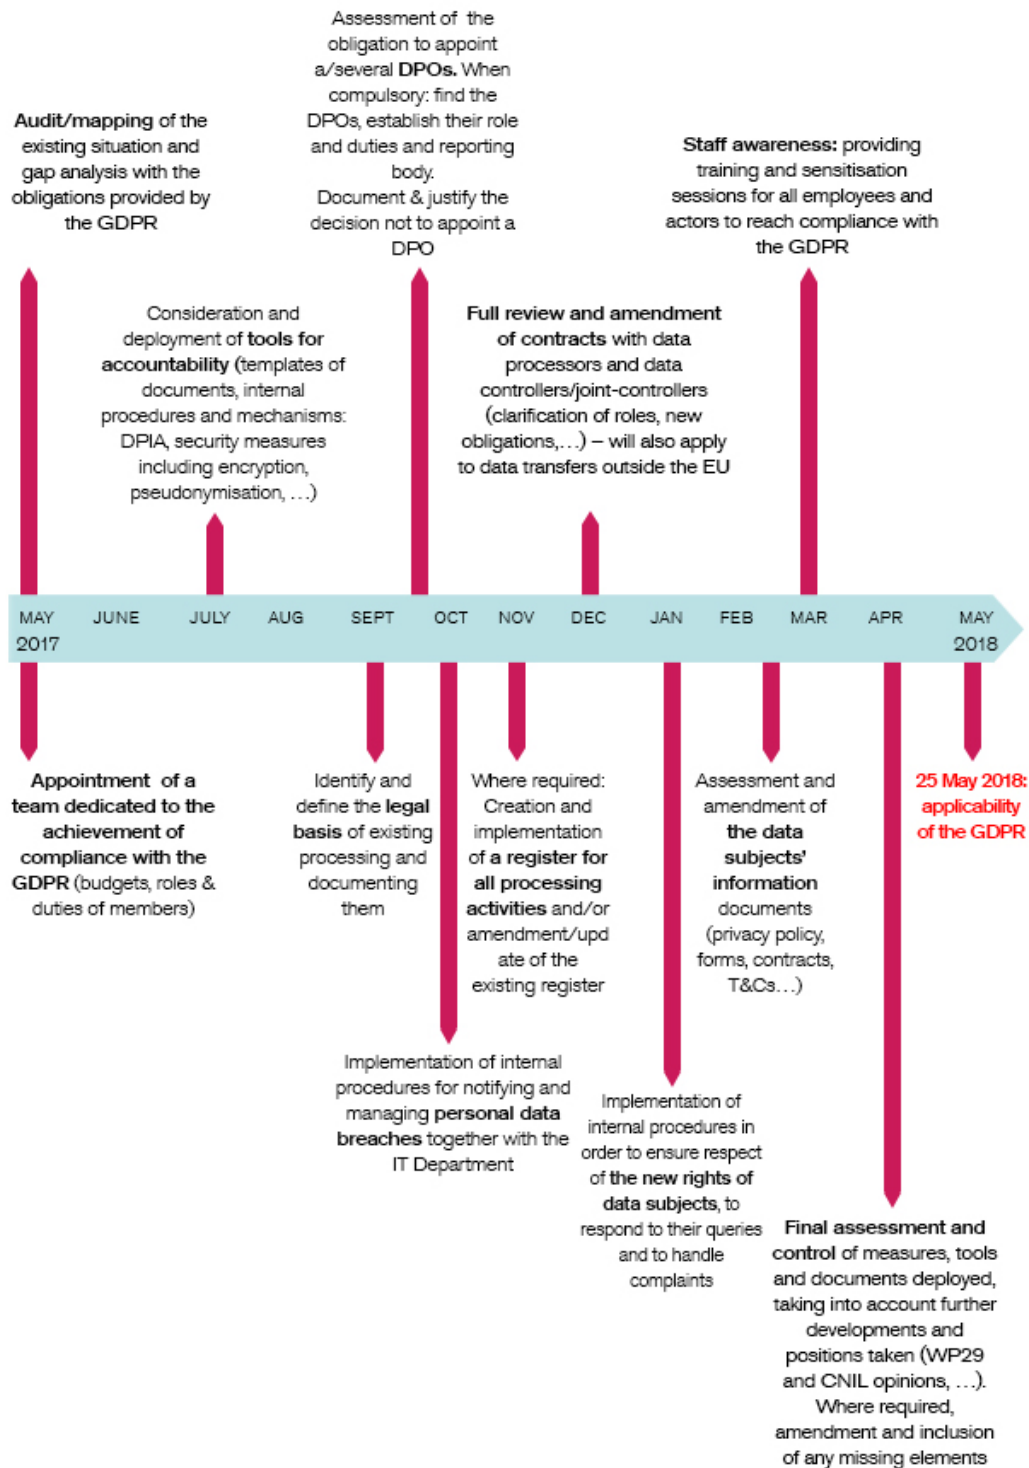 Assessment of the
obligation to appoint
a/several DPOs. When
compulsory: find the
DPOs, establish their role
and duties and reporting
body.
Document & justify the
decision not to appoint a
DPO
Audit/mapping of the
existing situation and
gap analysis with the
obligations provided by
the GDPR
Staff awareness: providing
training and sensitisation
sessions for all employees and
actors to reach compliance with
the GDPR
Consideration and
deployment of tools for
accountability (templates of
documents, internal
procedures and mechanisms:
DPIA, security measures
including encryption,
pseudonymisation, …)
Full review and amendment
of contracts with data
processors and data
controllers/joint-controllers
(clarification of roles, new
obligations,…) – will also apply
to data transfers outside the EU
MAY 2017
JUNE
JULY
AUG
SEPT
OCT
NOV
DEC
JAN
FEB
MAR
APR
MAY 2018
Appointment of a
team dedicated to the
achievement of
compliance with the
GDPR (budgets, roles &
duties of members)
Identify and
define the legal
basis of existing
processing and
documenting
them
Where required:
Creation and
implementation
of a register for
all processing
activities and/or
amendment/upd
ate of the
existing register
Assessment and
amendment of
the data
subjects'
information
documents
(privacy policy,
forms, contracts,
T&Cs…)
25 May 2018:
applicability
of the GDPR
Implementation of internal
procedures for notifying and
managing personal data
breaches together with the
IT Department
Implementation of
internal procedures in
order to ensure respect
of the new rights of
data subjects, to
respond to their queries
and to handle
complaints
Final assessment and
control of measures, tools
and documents deployed,
taking into account further
developments and
positions taken (WP29
and CNIL opinions, …).
Where required,
amendment and inclusion
of any missing elements